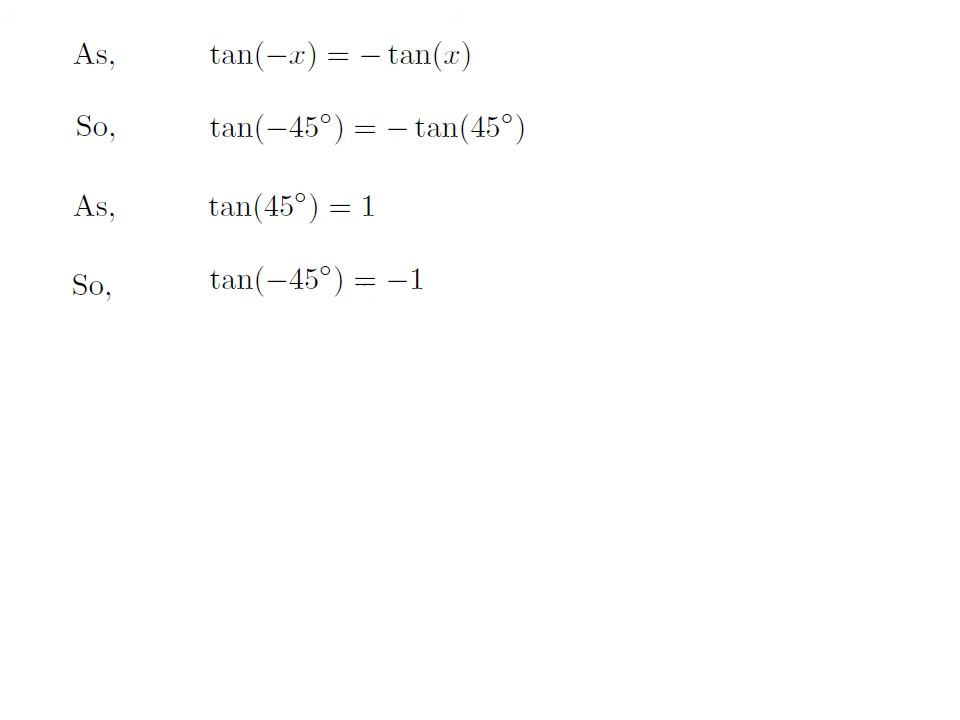 As, tan(−x) = − tan(x)
So, tan(−45°) = − tan(45°)
As, tan(45°) = 1
So, tan(−45°) = −1